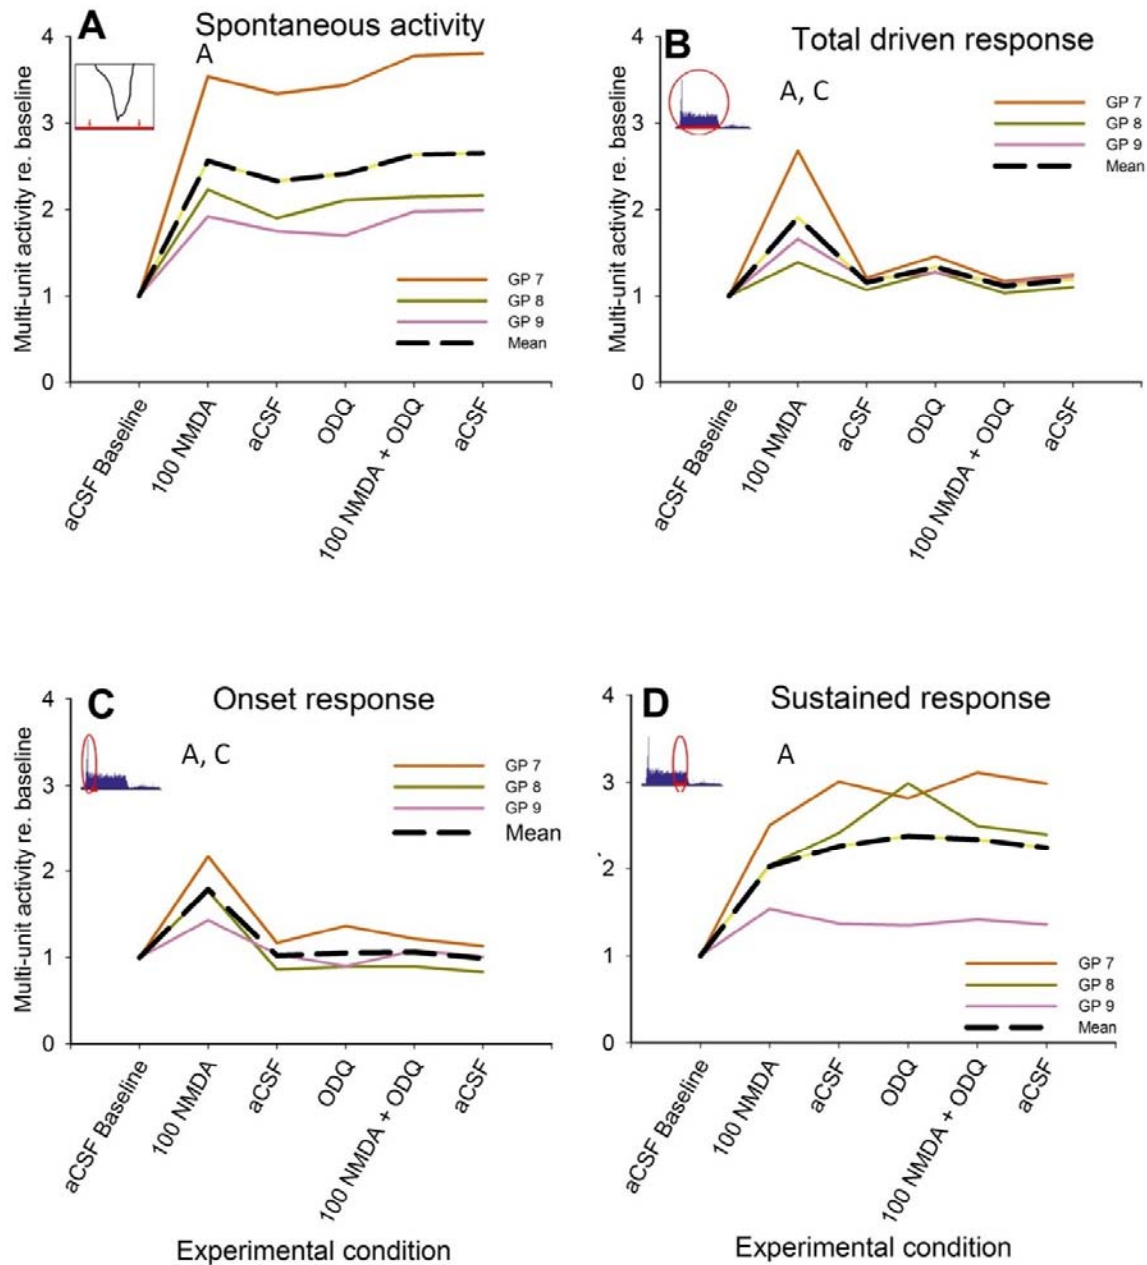 A Spontaneous activity
A
Multi-unit activity re. baseline
4
3
2
1
0
GP 7
GP 8
GP 9
Mean
aCSF Baseline
100 NMDA
aCSF
ODQ
100 NMDA + ODQ
aCSF
B Total driven response
A, C
Multi-unit activity re. baseline
4
3
2
1
0
GP 7
GP 8
GP 9
Mean
aCSF Baseline
100 NMDA
aCSF
ODQ
100 NMDA + ODQ
aCSF
C Onset response
A, C
Multi-unit activity re. baseline
4
3
2
1
0
GP 7
GP 8
GP 9
Mean
aCSF Baseline
100 NMDA
aCSF
ODQ
100 NMDA + ODQ
aCSF
Experimental condition
D Sustained response
A
4
3
2
1
0
GP 7
GP 8
GP 9
Mean
aCSF Baseline
100 NMDA
aCSF
ODQ
100 NMDA + ODQ
aCSF
Experimental condition